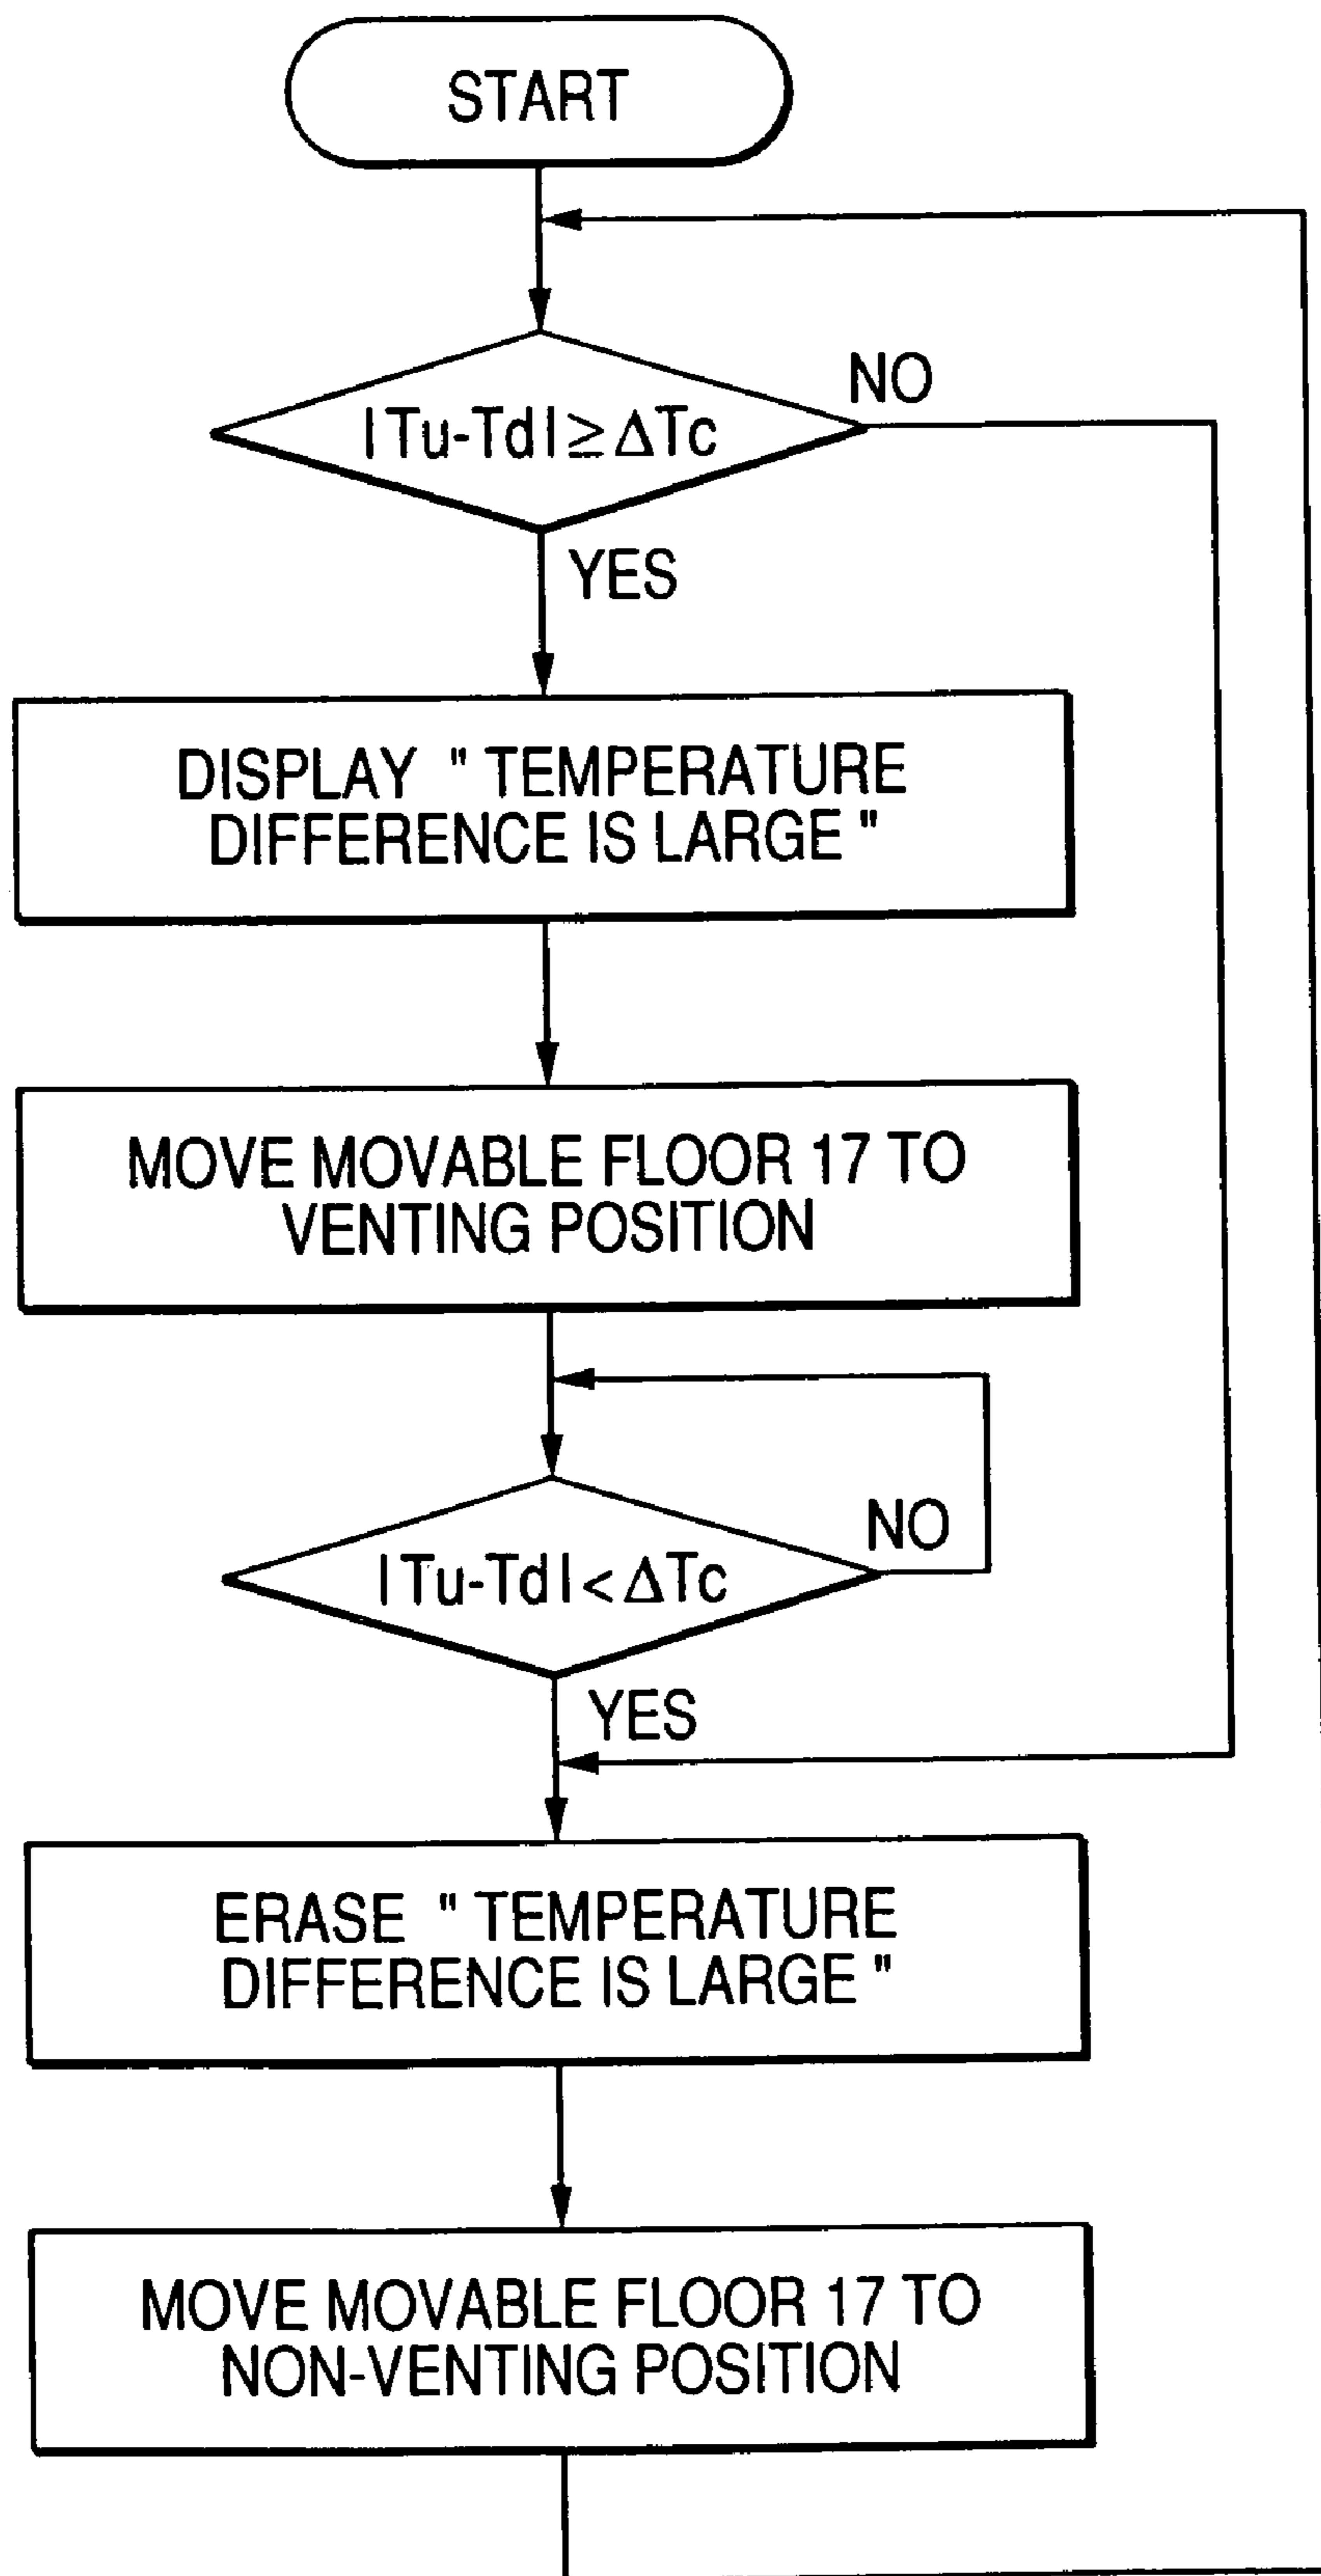 START
|Tu-Td|≧ΔTc
NO
YES
DISPLAY " TEMPERATURE
DIFFERENCE IS LARGE "
MOVE MOVABLE FLOOR 17 TO
VENTING POSITION
|Tu-Td|<ΔTc
NO
YES
ERASE " TEMPERATURE
DIFFERENCE IS LARGE "
MOVE MOVABLE FLOOR 17 TO
NON-VENTING POSITION